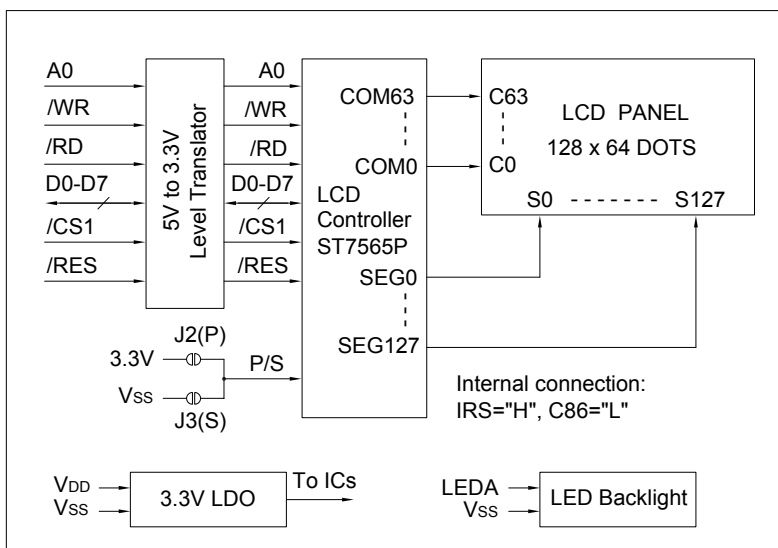 A0
/WR
/RD
D0-D7
/CS1
/RES
5V to 3.3V
Level Translator
A0
/WR
/RD
D0-D7
/CS1
/RES
J2(P)
3.3V
VSS
J3(S)
P/S
COM63
COM0
LCD
Controller
ST7565P
SEG0
SEG127
C63
C0
LCD PANEL
128 x 64 DOTS
S0
S127
Internal connection:
IRS="H", C86="L"
VDD
VSS
3.3V LDO
To ICs
LEDA
VSS
LED Backlight